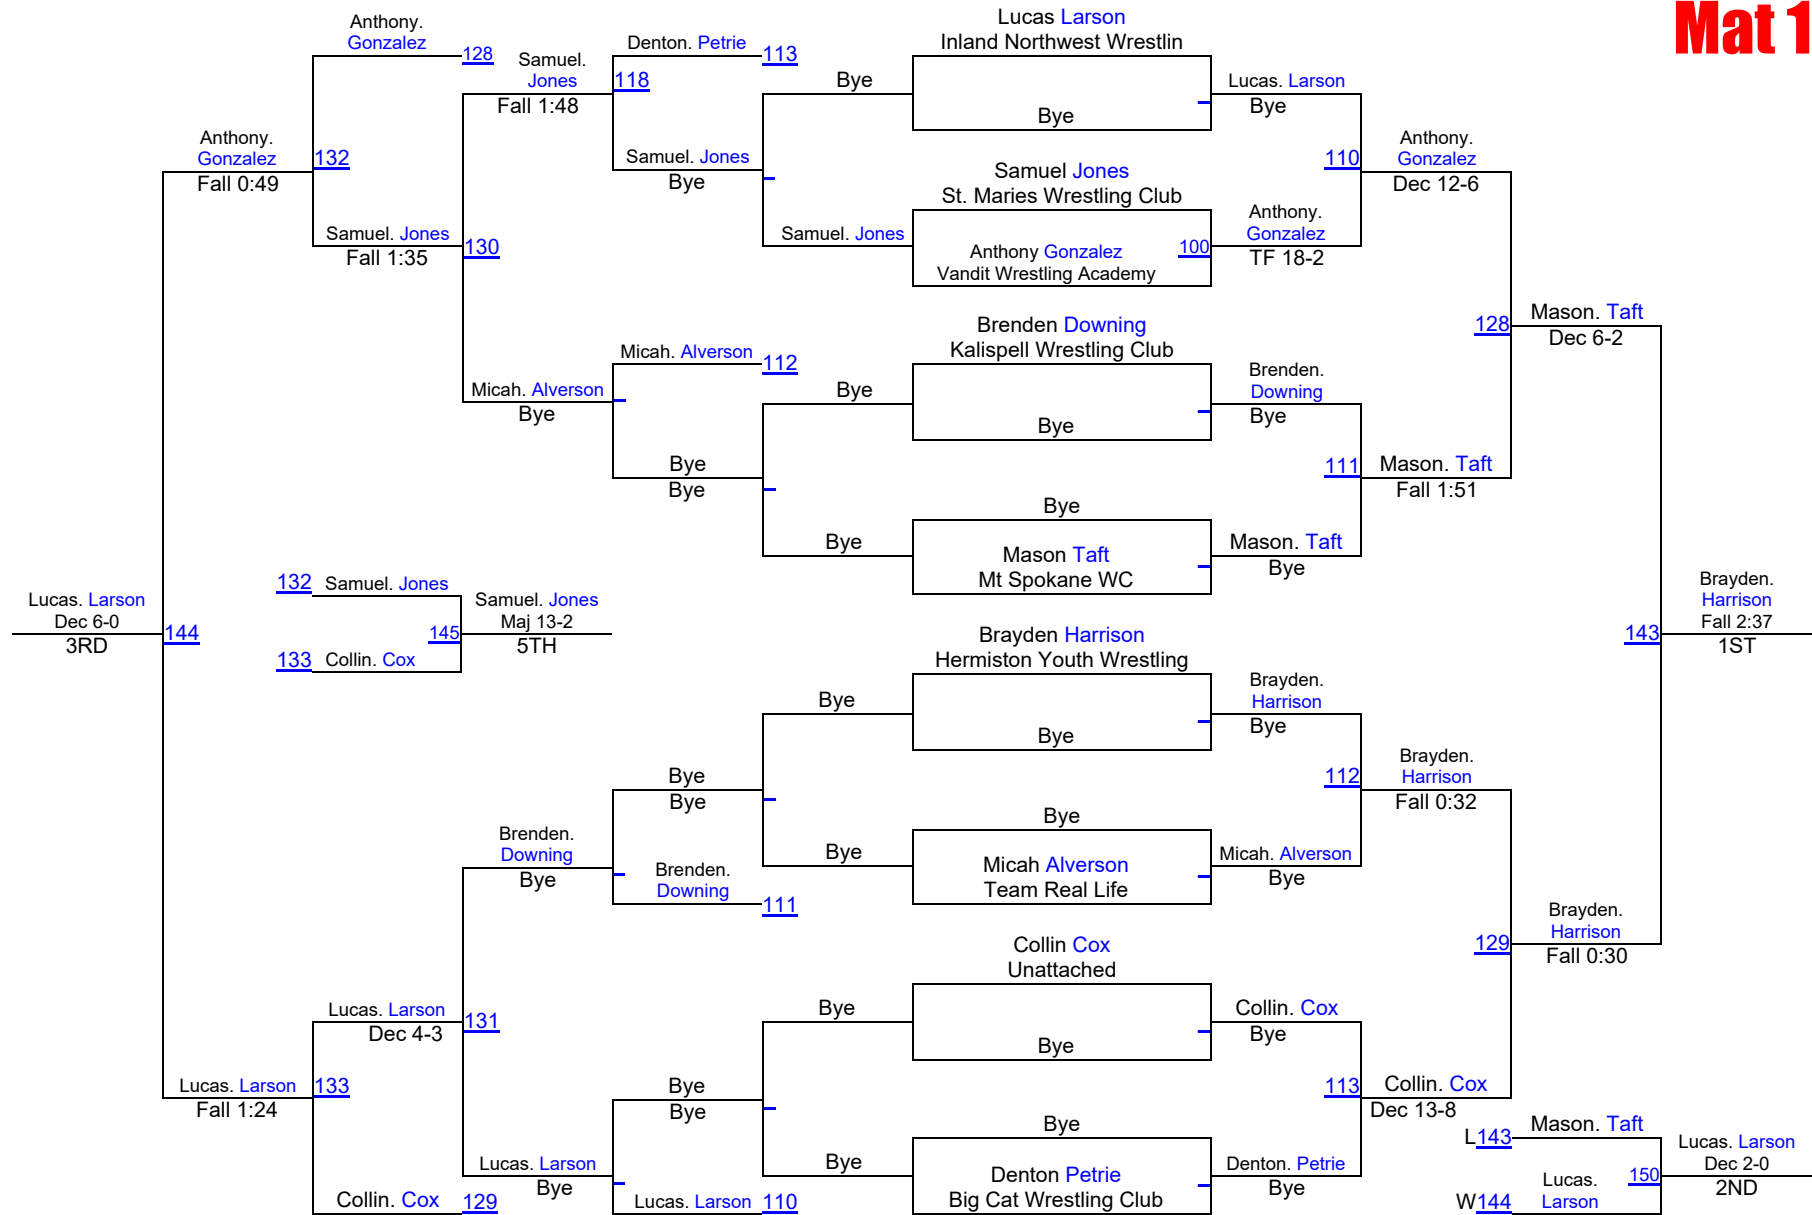 Mat 1
Anthony.
Gonzalez
128
Samuel.
Jones
Fall 1:48
Denton. Petrie
113
118
Bye
Lucas Larson
Inland Northwest Wrestlin
Bye
Lucas. Larson
Bye
Anthony.
Gonzalez
Fall 0:49
132
Samuel. Jones
Bye
Samuel Jones
St. Maries Wrestling Club
110
Anthony.
Gonzalez
Dec 12-6
Samuel. Jones
Fall 1:35
130
Samuel. Jones
Anthony Gonzalez
Vandit Wrestling Academy
100
Anthony.
Gonzalez
TF 18-2
128
Mason. Taft
Dec 6-2
Micah. Alverson
112
Micah. Alverson
Bye
Bye
Brenden Downing
Kalispell Wrestling Club
Bye
Brenden.
Downing
Bye
Bye
Bye
111
Mason. Taft
Fall 1:51
Bye
Bye
Mason Taft
Mt Spokane WC
Mason. Taft
Bye
Lucas. Larson
Dec 6-0
3RD
144
132
Samuel. Jones
133
Collin. Cox
145
Samuel. Jones
Maj 13-2
5TH
143
Brayden.
Harrison
Fall 2:37
1ST
Bye
Brayden Harrison
Hermiston Youth Wrestling
Bye
Brayden.
Harrison
Bye
Bye
Bye
112
Brayden.
Harrison
Fall 0:32
Brenden.
Downing
Bye
Brenden.
Downing
111
Bye
Bye
Micah Alverson
Team Real Life
Micah. Alverson
Bye
129
Brayden.
Harrison
Fall 0:30
Lucas. Larson
Dec 4-3
131
Bye
Collin Cox
Unattached
Bye
Collin. Cox
Bye
Lucas. Larson
Fall 1:24
133
Bye
Bye
113
Collin. Cox
Dec 13-8
Lucas. Larson
Bye
Bye
Bye
Denton Petrie
Big Cat Wrestling Club
Denton. Petrie
Bye
Collin. Cox
129
Lucas. Larson
110
L143
Mason. Taft
W144
Lucas.
Larson
150
Lucas. Larson
Dec 2-0
2ND